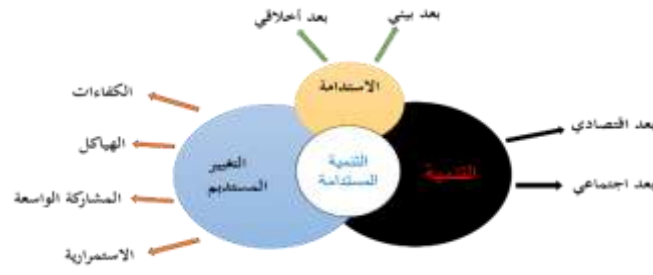 بعد بيئي
بعد أخلاقي
الاستدامة
الكفاءات
الهياكل
المشاركة الواسعة
الاستمرارية
التغيير
المستديم
التنمية
المستدامة
التنمية
بعد اقتصادي
بعد اجتماعي